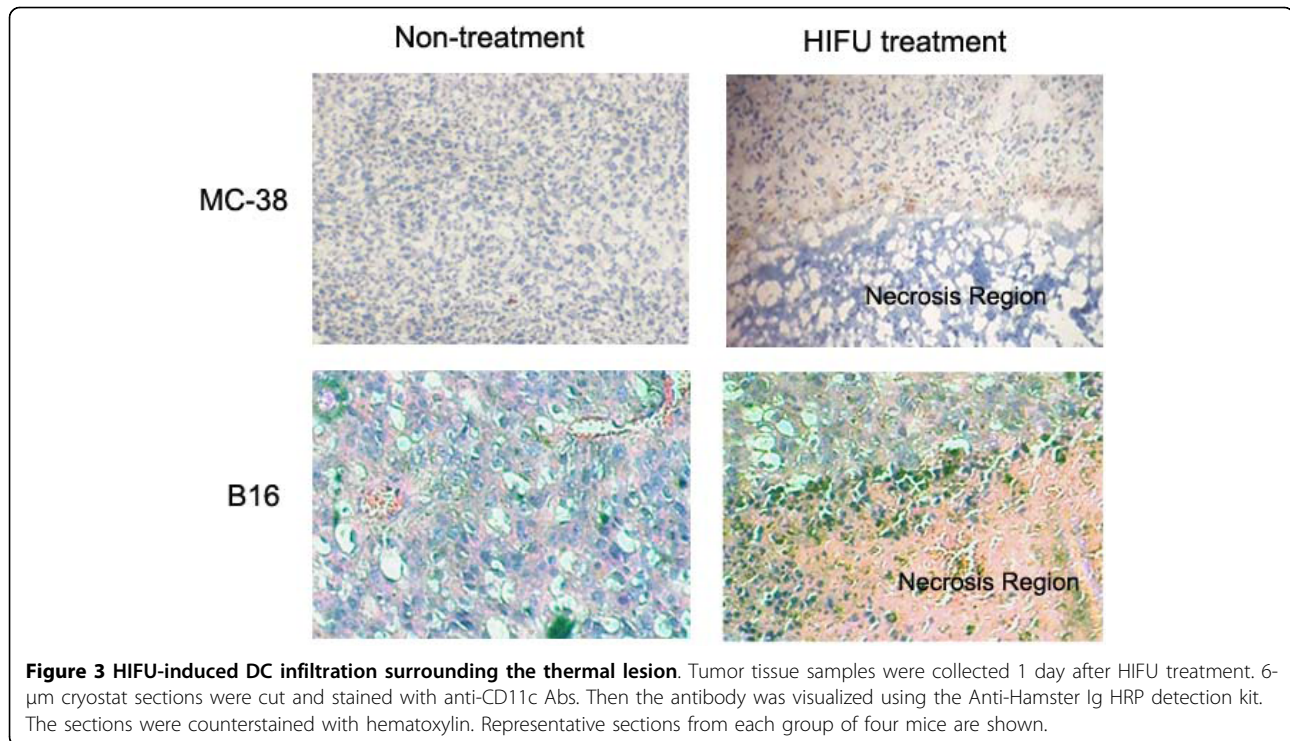 Non-treatment
HIFU treatment
MC-38
Necrosis Region
B16
Necrosis Region
Figure 3 HIFU-induced DC infiltration surrounding the thermal lesion. Tumor tissue samples were collected 1 day after HIFU treatment. 6-
μm cryostat sections were cut and stained with anti-CD11c Abs. Then the antibody was visualized using the Anti-Hamster Ig HRP detection kit.
The sections were counterstained with hematoxylin. Representative sections from each group of four mice are shown.